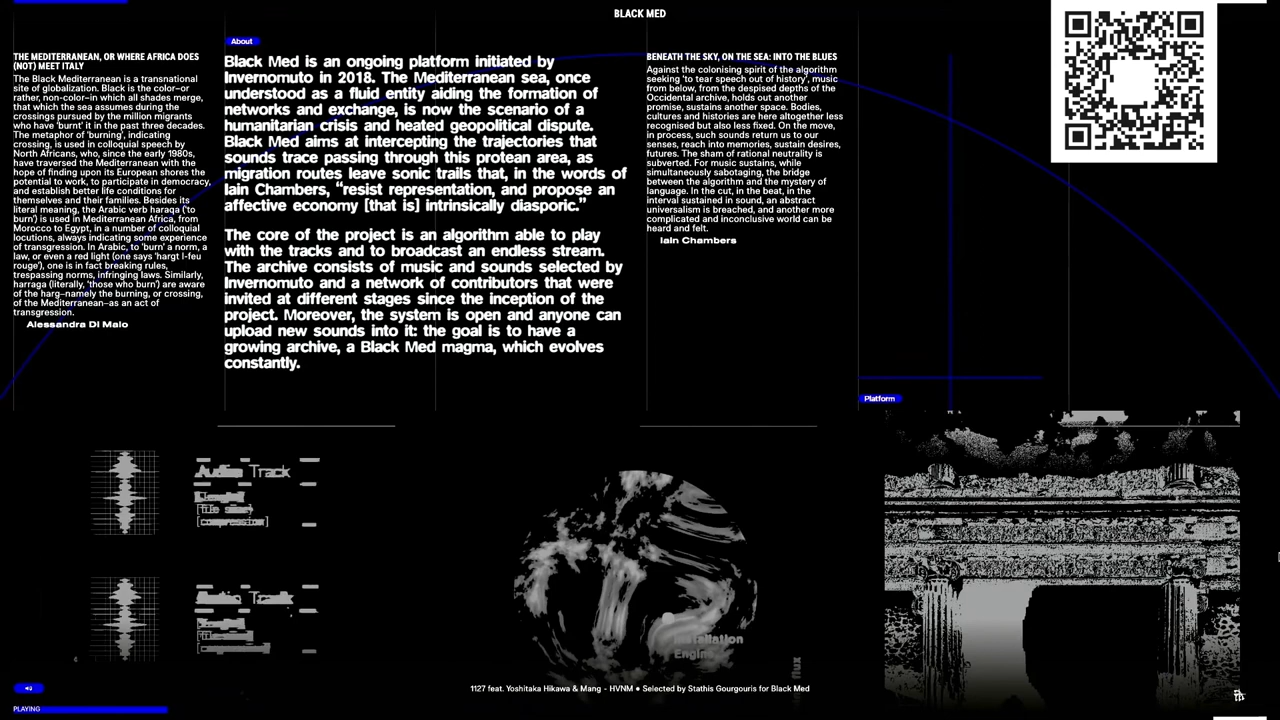 BLACK MED
THE MEDITERRANEAN, OR WHERE AFRICA DOES
(NOT) MEET ITALY
The Black Mediterranean is a transnational
site of globalization. Black is the color–or
rather, non-color–in which all shades merge,
that which the sea assumes during the
crossings pursued by the million migrants
who have 'burnt' it in the past three decades.
The metaphor of 'burning', indicating
crossing, is used in colloquial speech by
North Africans, who, since the early 1980s,
have traversed the Mediterranean with the
hope of finding upon its European shores the
potential to work, to participate in democracy,
and establish better life conditions for
themselves and their families. Besides its
literal meaning, the Arabic verb haraqa ('to
burn') is used in Mediterranean Africa, from
Morocco to Egypt, in a number of colloquial
locutions, always indicating some experience
of transgression. In Arabic, to 'burn' a norm, a
law, or even a red light (one says 'hargt l-feu
rouge'), one is in fact breaking rules,
trespassing norms, infringing laws. Similarly,
harraga (literally, 'those who burn') are aware
of the harg–namely the burning, or crossing,
of the Mediterranean–as an act of
transgression.
Alessandra Di Maio
About
Black Med is an ongoing platform initiated by
Invernomuto in 2018. The Mediterranean sea, once
understood as a fluid entity aiding the formation of
networks and exchange, is now the scenario of a
humanitarian crisis and heated geopolitical dispute.
Black Med aims at intercepting the trajectories that
sounds trace passing through this protean area, as
migration routes leave sonic trails that, in the words of
Iain Chambers, “resist representation, and propose an
affective economy [that is] intrinsically diasporic.”
The core of the project is an algorithm able to play
with the tracks and to broadcast an endless stream.
The archive consists of music and sounds selected by
Invernomuto and a network of contributors that were
invited at different stages since the inception of the
project. Moreover, the system is open and anyone can
upload new sounds into it: the goal is to have a
growing archive, a Black Med magma, which evolves
constantly.
BENEATH THE SKY, ON THE SEA: INTO THE BLUES
Against the colonising spirit of the algorithm
seeking 'to tear speech out of history', music
from below, from the despised depths of the
Occidental archive, holds out another
promise, sustains another space. Bodies,
cultures and histories are here altogether less
recognised but also less fixed. On the move,
in process, such sounds return us to our
senses, reach into memories, sustain desires,
futures. The sham of rational neutrality is
subverted. For music sustains, while
simultaneously sabotaging, the bridge
between the algorithm and the mystery of
language. In the cut, in the beat, in the
interval sustained in sound, an abstract
universalism is breached, and another more
complicated and inconclusive world can be
heard and felt.
Iain Chambers
Platform
Audio Track
[file size]
[compression]
Audio Track
Installation
Engine
flux
1127 feat. Yoshitaka Hikawa & Mang - HVNM ● Selected by Stathis Gourgouris for Black Med
PLAYING